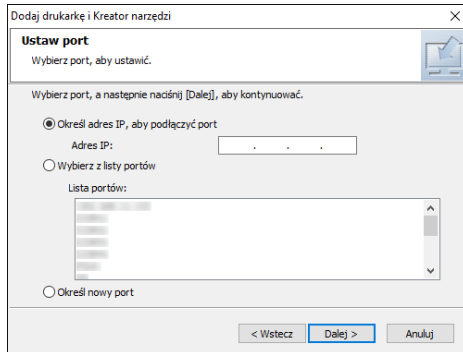 Dodaj drukarkę i Kreator narzędzi
Ustaw port
Wybierz port, aby ustawić.
Wybierz port, a następnie naciśnij [Dalej], aby kontynuować.
Określ adres IP, aby podłączyć port
Adres IP: . . .
Wybierz z listy portów
Lista portów:
Określ nowy port
< Wstecz Dalej > Anuluj